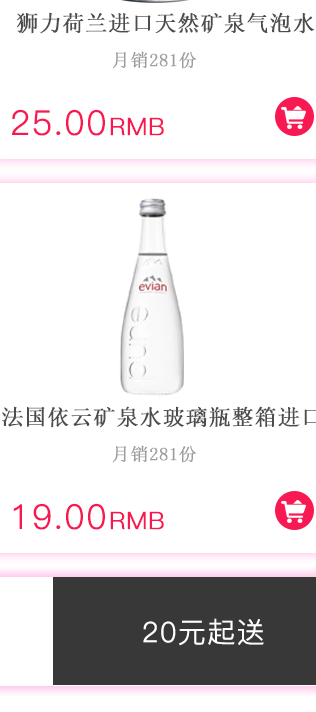 狮力荷兰进口天然矿泉气泡水
月销281份
25.00RMB
evian
pure
法国依云矿泉水玻璃瓶整箱进口
月销281份
19.00RMB
20元起送